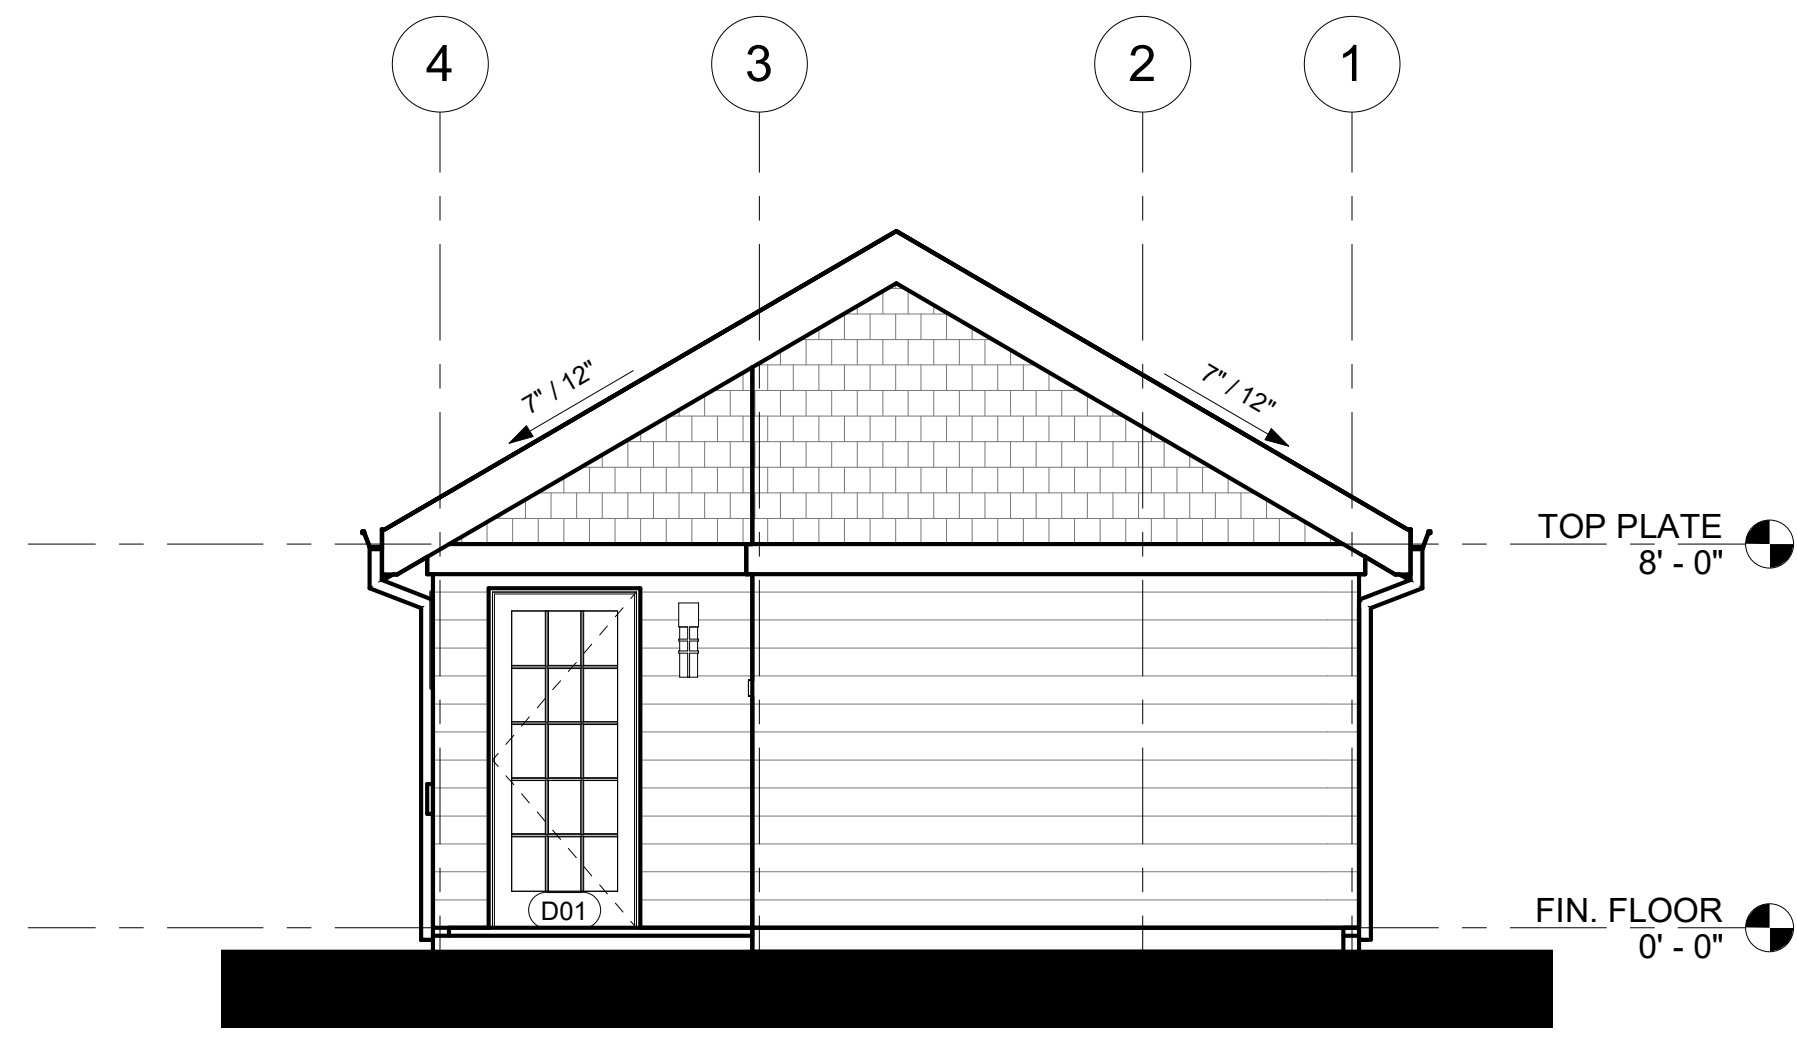 4 3 2 1
7" / 12" 7" / 12"
TOP PLATE
8' - 0"
D01
FIN. FLOOR
0' - 0"